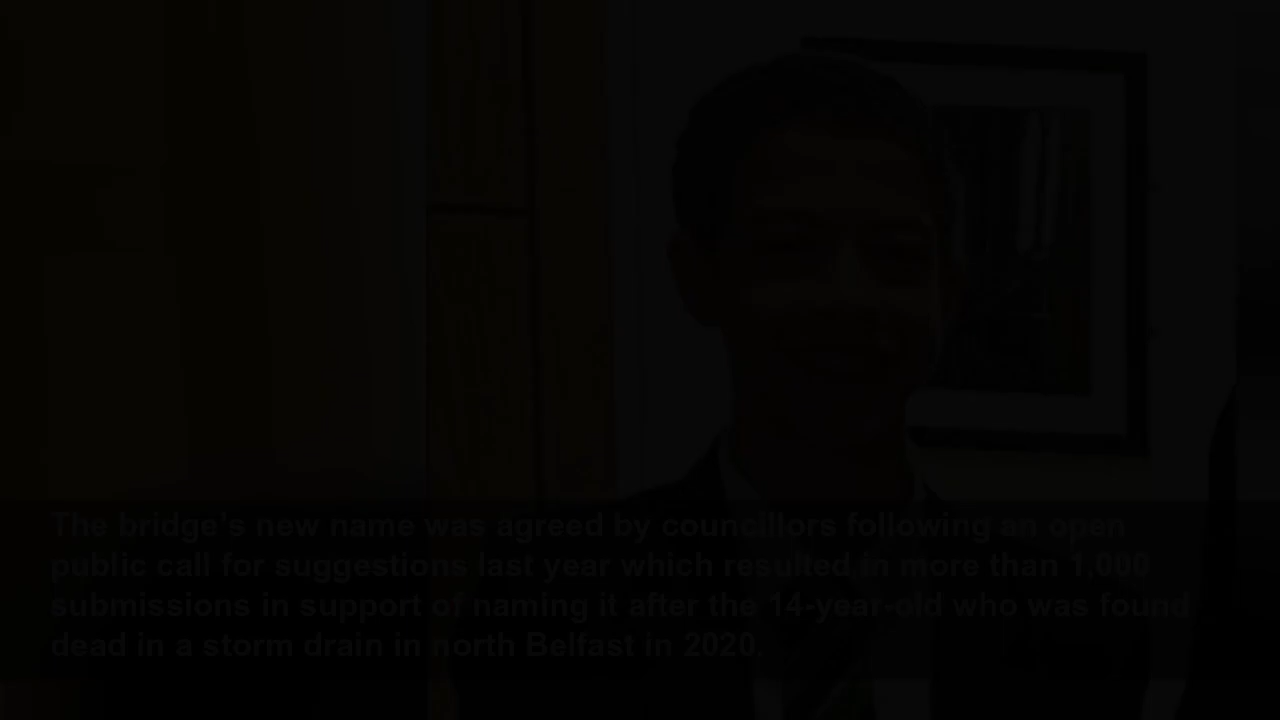 The bridge's new name was agreed by councillors following an open
public call for suggestions last year which resulted in more than 1,000
submissions in support of naming it after the 14-year-old who was found
dead in a storm drain in north Belfast in 2020.